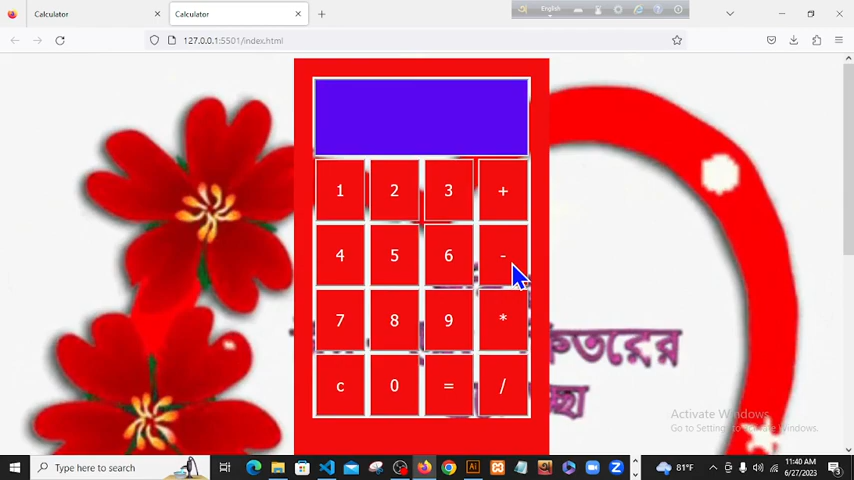 Calculator
Calculator
English
127.0.0.1:5501/index.html
1 2 3 +
4 5 6 -
7 8 9 *
c 0 = /
Activate Windows
Go to Settings to activate Windows.
Type here to search
81°F
11:40 AM
6/27/2023